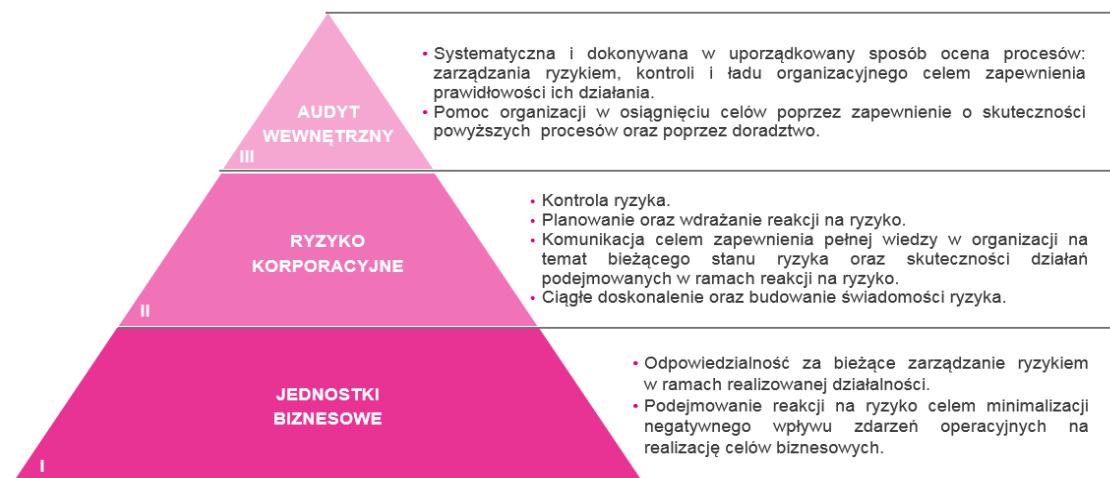 • Systematyczna i dokonywana w uporządkowany sposób ocena procesów:
zarządzania ryzykiem, kontroli i ładu organizacyjnego celem zapewnienia
prawidłowości ich działania.
• Pomoc organizacji w osiągnięciu celów poprzez zapewnienie o skuteczności
powyższych procesów oraz poprzez doradztwo.
AUDYT
WEWNĘTRZNY
III
• Kontrola ryzyka.
• Planowanie oraz wdrażanie reakcji na ryzyko.
• Komunikacja celem zapewnienia pełnej wiedzy w organizacji na
temat bieżącego stanu ryzyka oraz skuteczności działań
podejmowanych w ramach reakcji na ryzyko.
• Ciągłe doskonalenie oraz budowanie świadomości ryzyka.
RYZYKO
KORPORACYJNE
II
• Odpowiedzialność za bieżące zarządzanie ryzykiem
w ramach realizowanej działalności.
• Podejmowanie reakcji na ryzyko celem minimalizacji
negatywnego wpływu zdarzeń operacyjnych na
realizację celów biznesowych.
JEDNOSTKI
BIZNESOWE
I